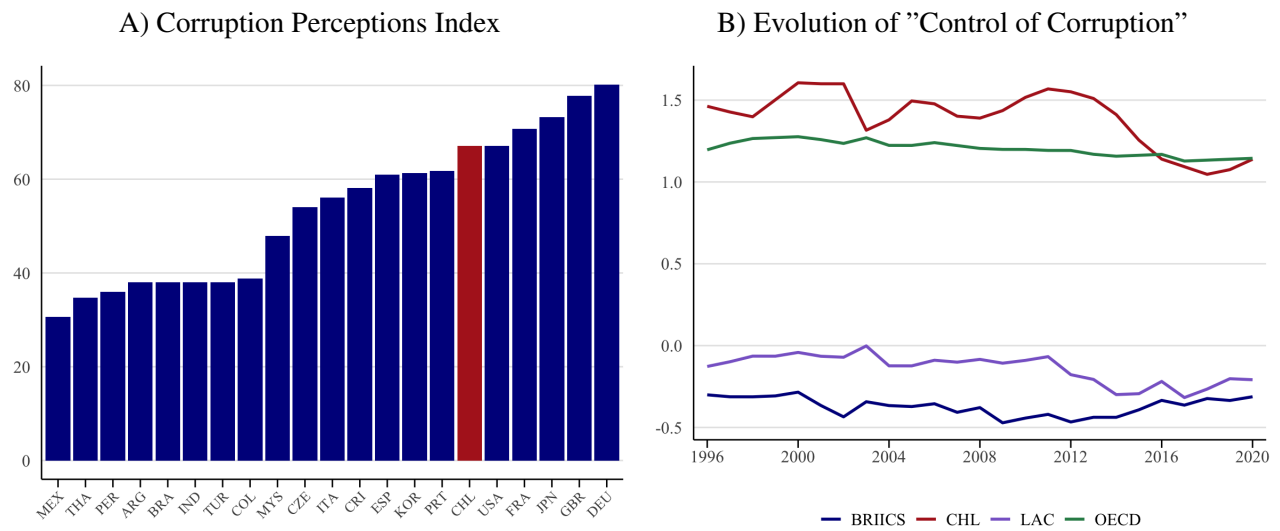 A) Corruption Perceptions Index
80
60
40
20
0
MEX
THA
PER
ARG
BRA
IND
TUR
COL
MYS
CZE
ITA
CRI
ESP
KOR
PRT
CHL
USA
FRA
JPN
GBR
DEU
B) Evolution of ”Control of Corruption”
1.5
1.0
0.5
0.0
-0.5
1996 2000 2004 2008 2012 2016 2020
BRIICS CHL LAC OECD